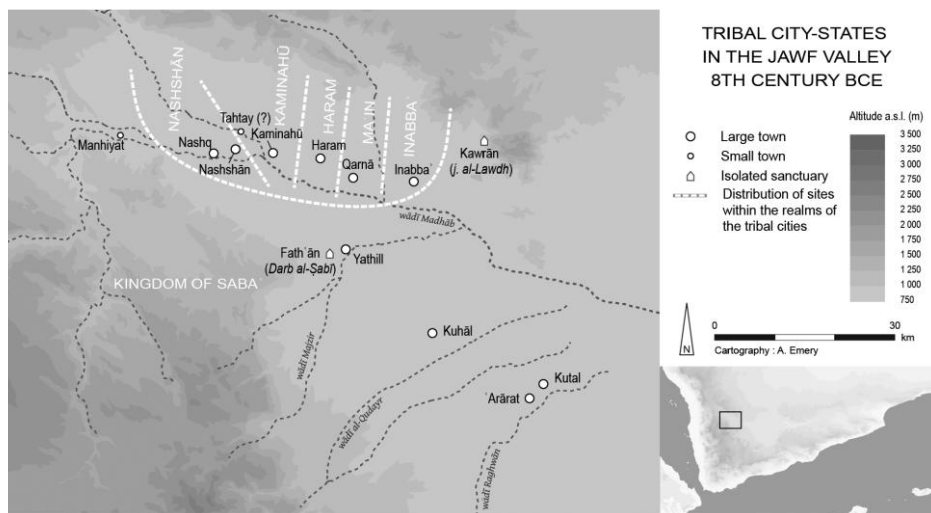 TRIBAL CITY-STATES
IN THE JAWF VALLEY
8TH CENTURY BCE
Altitude a.s.l. (m)
3 500
3 250
3 000
2 750
2 500
2 250
2 000
1 750
1 500
1 250
1 000
750
Large town
Small town
Isolated sanctuary
Distribution of sites
within the realms of
the tribal cities
N
0
30
km
Cartography : A. Emery
NASHSHĀN
KAMINAHŪ
HARAM
MAʿĪN
INABBAʾ
Tahtay (?)
Kaminahū
Manhiyat
Nashq
Nashshān
Haram
Qarnā
Inabbaʾ
Kawrān
(j. al-Lawdh)
wādī Madhāb
Fathʿān
(Darb al-Ṣabī)
Yathill
KINGDOM OF SABA
wādī Majzir
Kuhāl
Kutal
ʿArārat
wādī al-Qudayr
wādī Raghwān